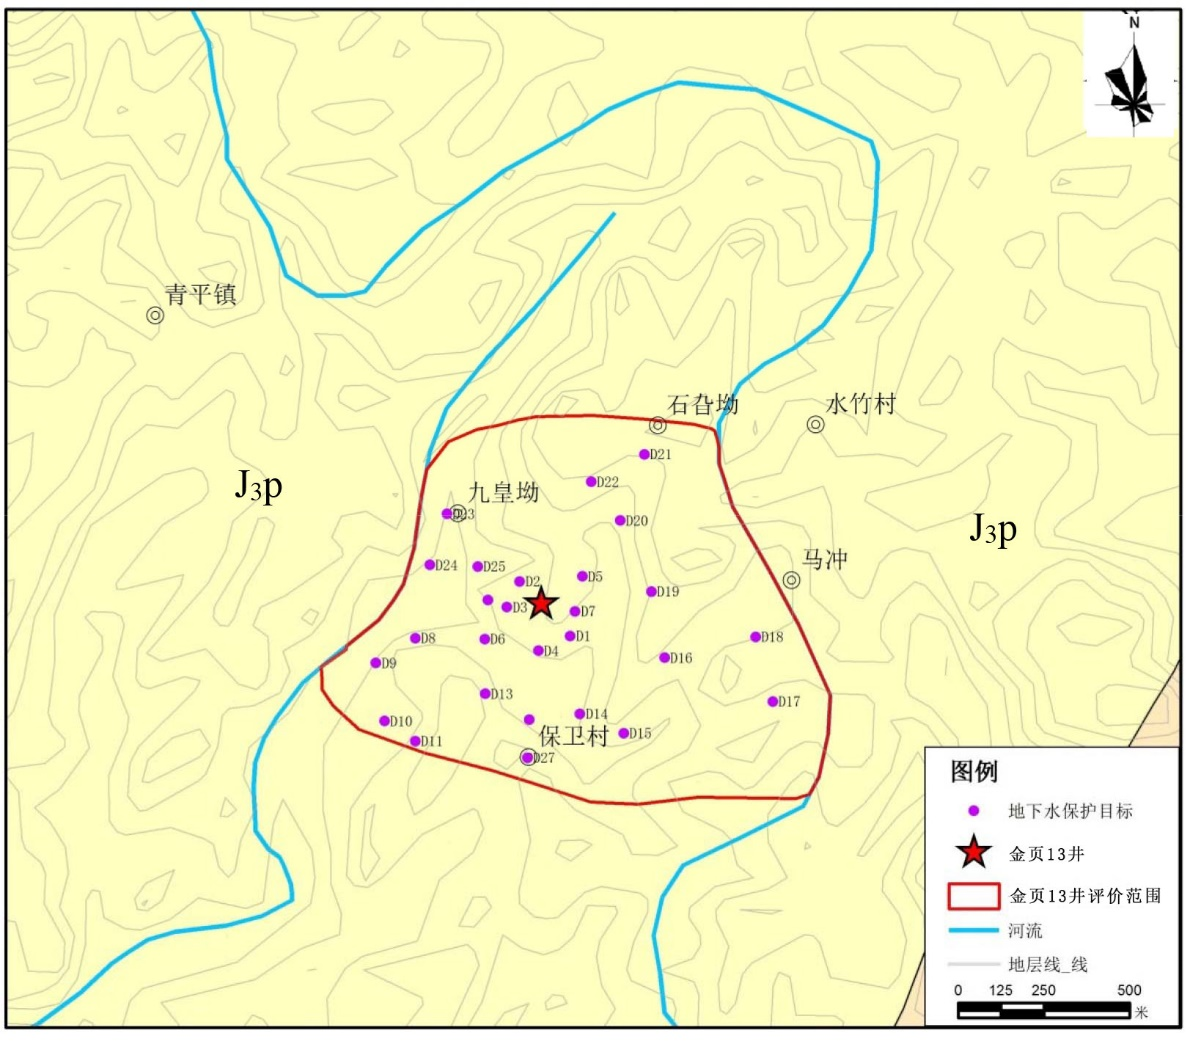 N
青平镇
石旮坳
水竹村
D21
D22
J₃p
九皇坳
D23
D20
J₃p
马冲
D24
D25
D2
D5
D19
D3
D7
D8
D6
D1
D18
D4
D16
D9
D13
D17
D10
D14
D11
保卫村
D15
D27
图例
地下水保护目标
金页13井
金页13井评价范围
河流
地层线_线
0 125 250 500
米